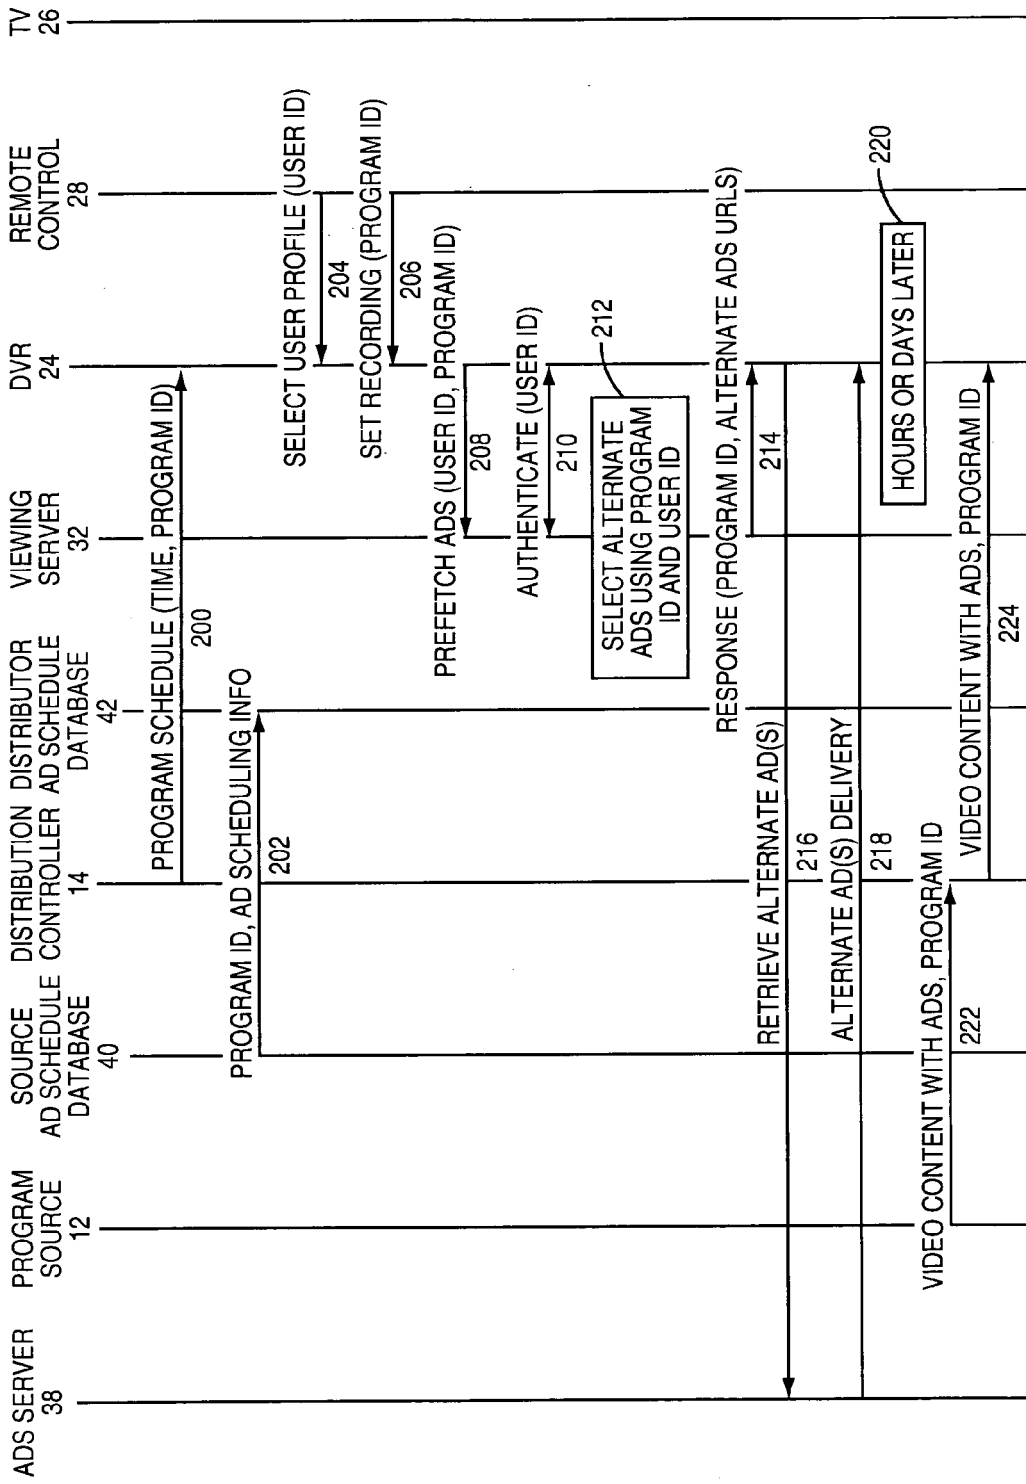 ADS SERVER
38
PROGRAM
SOURCE
12
SOURCE
AD SCHEDULE
DATABASE
40
DISTRIBUTION
CONTROLLER
14
DISTRIBUTOR
AD SCHEDULE
DATABASE
42
VIEWING
SERVER
32
DVR
24
REMOTE
CONTROL
28
TV
26
PROGRAM SCHEDULE (TIME, PROGRAM ID)
200
PROGRAM ID, AD SCHEDULING INFO
202
SELECT USER PROFILE (USER ID)
204
SET RECORDING (PROGRAM ID)
206
PREFETCH ADS (USER ID, PROGRAM ID)
208
AUTHENTICATE (USER ID)
210
SELECT ALTERNATE
ADS USING PROGRAM
ID AND USER ID
212
RESPONSE (PROGRAM ID, ALTERNATE ADS URLS)
214
RETRIEVE ALTERNATE AD(S)
216
ALTERNATE AD(S) DELIVERY
218
HOURS OR DAYS LATER
220
VIDEO CONTENT WITH ADS, PROGRAM ID
222
VIDEO CONTENT WITH ADS, PROGRAM ID
224